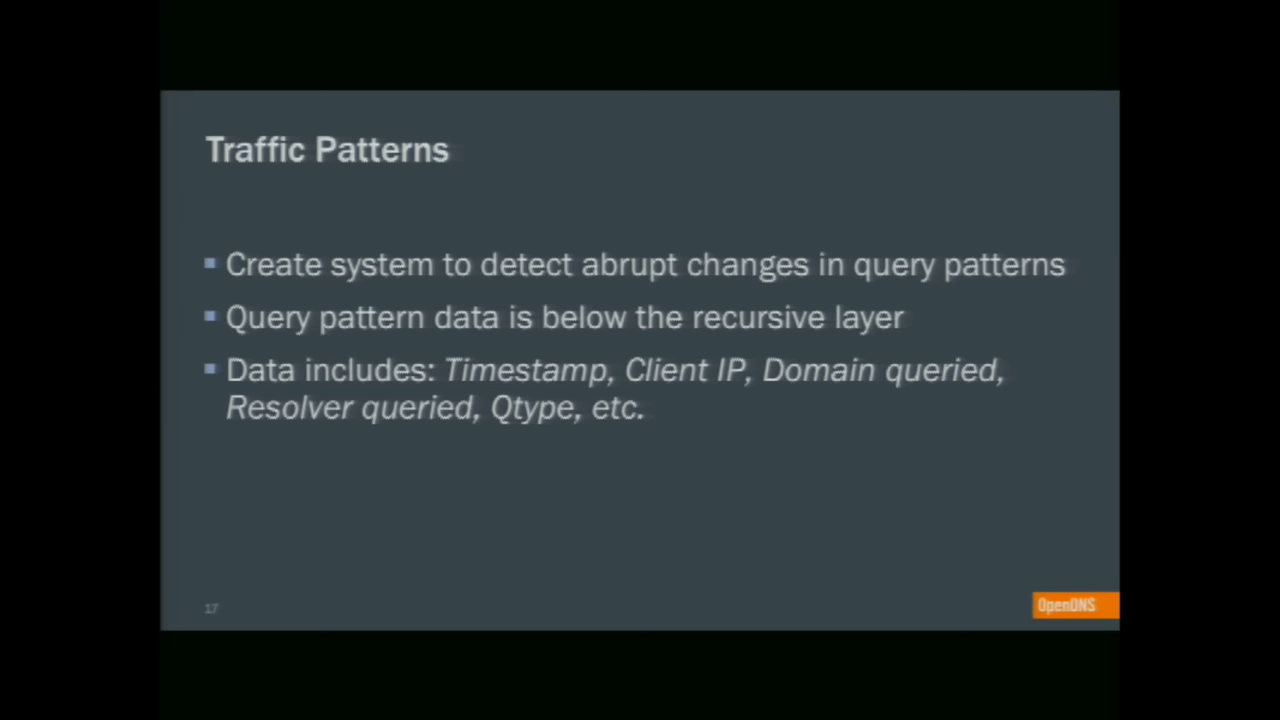 Traffic Patterns
Create system to detect abrupt changes in query patterns
Query pattern data is below the recursive layer
Data includes: Timestamp, Client IP, Domain queried,
Resolver queried, Qtype, etc.
17
OpenDNS